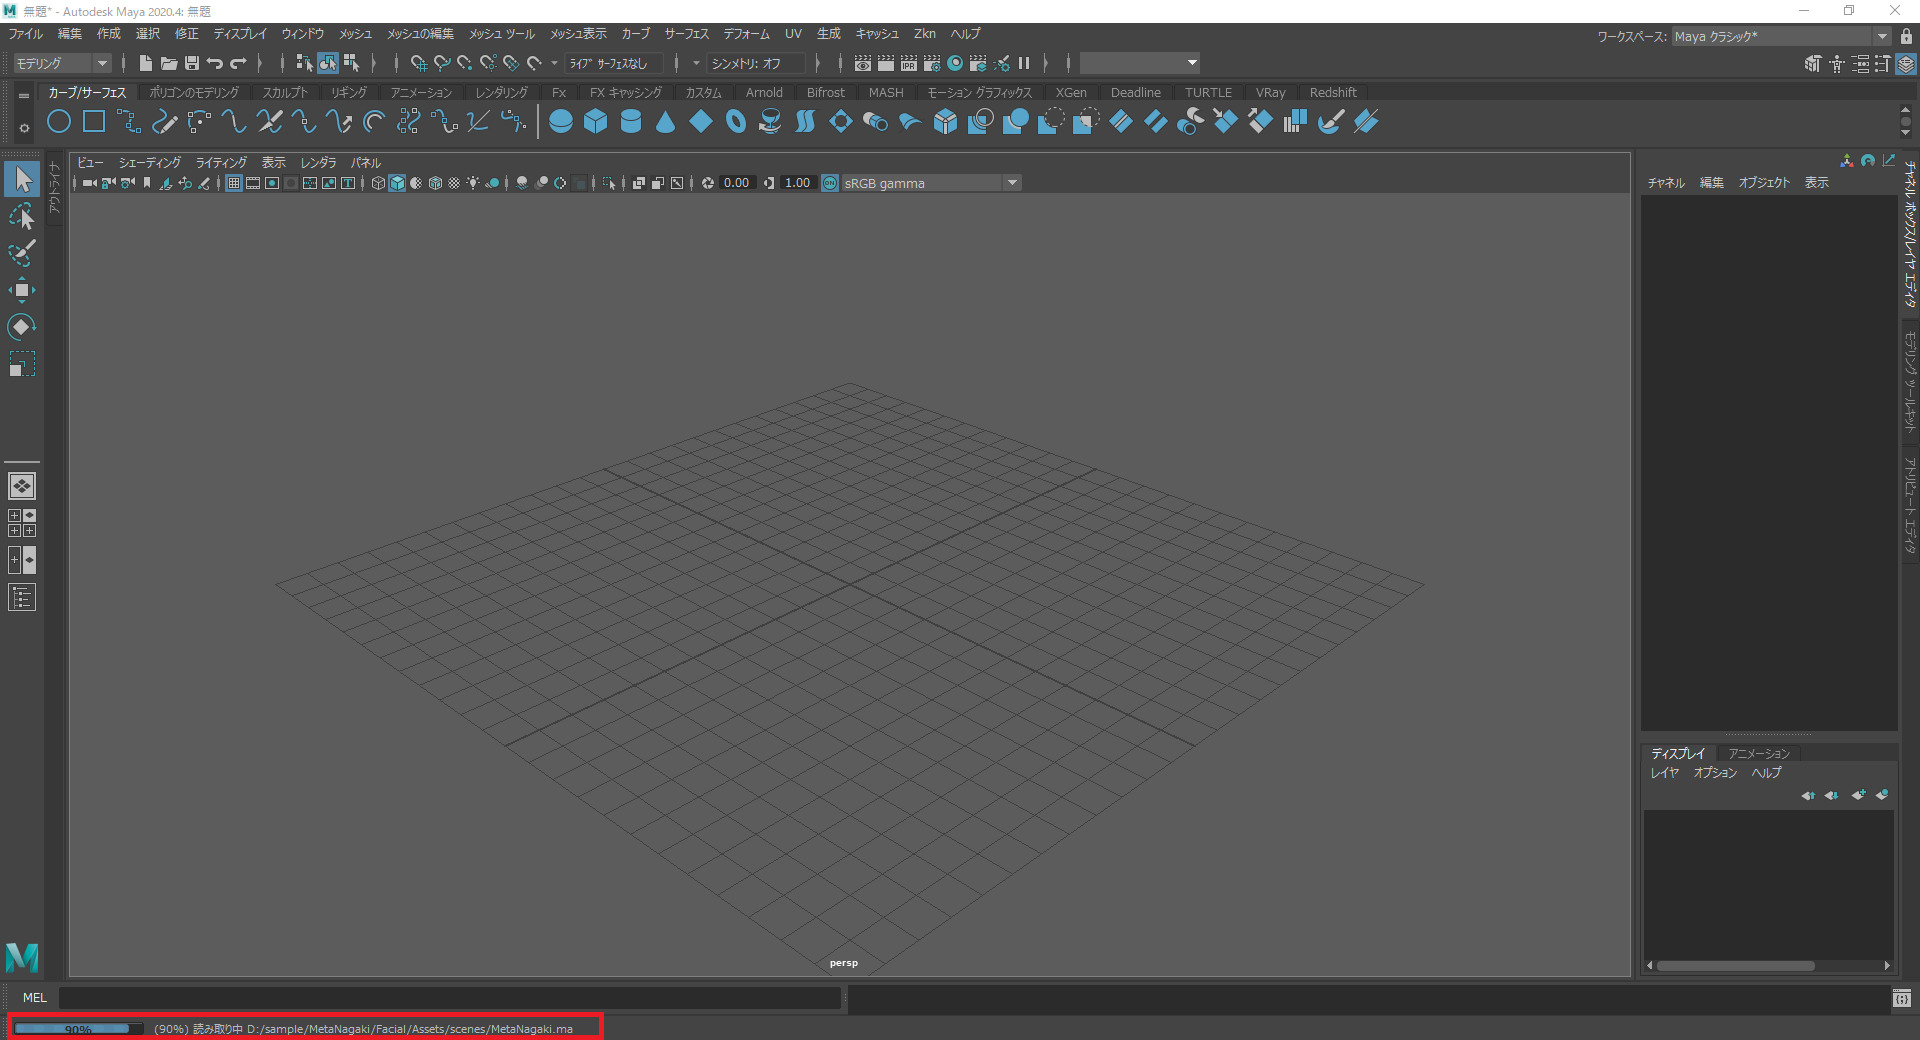 無題* - Autodesk Maya 2020.4: 無題
ファイル 編集 作成 選択 修正 ディスプレイ ウィンドウ メッシュ メッシュの編集 メッシュ ツール メッシュ表示 カーブ サーフェス デフォーム UV 生成 キャッシュ Zkn ヘルプ
ワークスペース: Maya クラシック*
モデリング ライブ サーフェスなし シンメトリ: オフ
IPR
カーブ/サーフェス ポリゴンのモデリング スカルプト リギング アニメーション レンダリング Fx FX キャッシング カスタム Arnold Bifrost MASH モーション グラフィックス XGen Deadline TURTLE VRay Redshift
アウトライナ
ビュー シェーディング ライティング 表示 レンダラ パネル
0.00 1.00 ON sRGB gamma
チャネル 編集 オブジェクト 表示
チャネル ボックス/レイヤ エディタ
モデリング ツールキット
アトリビュート エディタ
persp
ディスプレイ アニメーション
レイヤ オプション ヘルプ
MEL
90% (90%) 読み取り中 D:/sample/MetaNagaki/Facial/Assets/scenes/MetaNagaki.ma